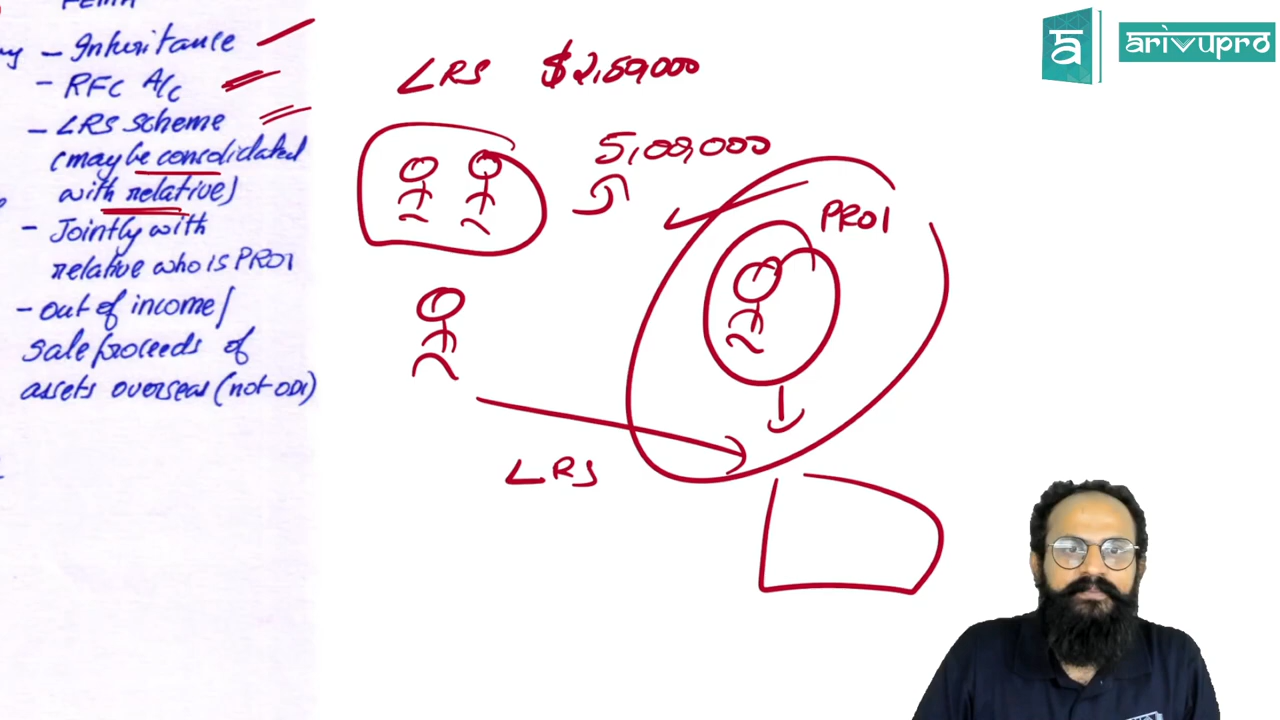 FEMA
- Inheritance
- RFC A/c
- LRS scheme
(may be consolidated
with relative)
- Jointly with
relative who is PROI
- out of income/
sale proceeds of
assets overseas (not ODI)
LRS $2,50,000
5,00,000
PROI
LRS
a
arivupro